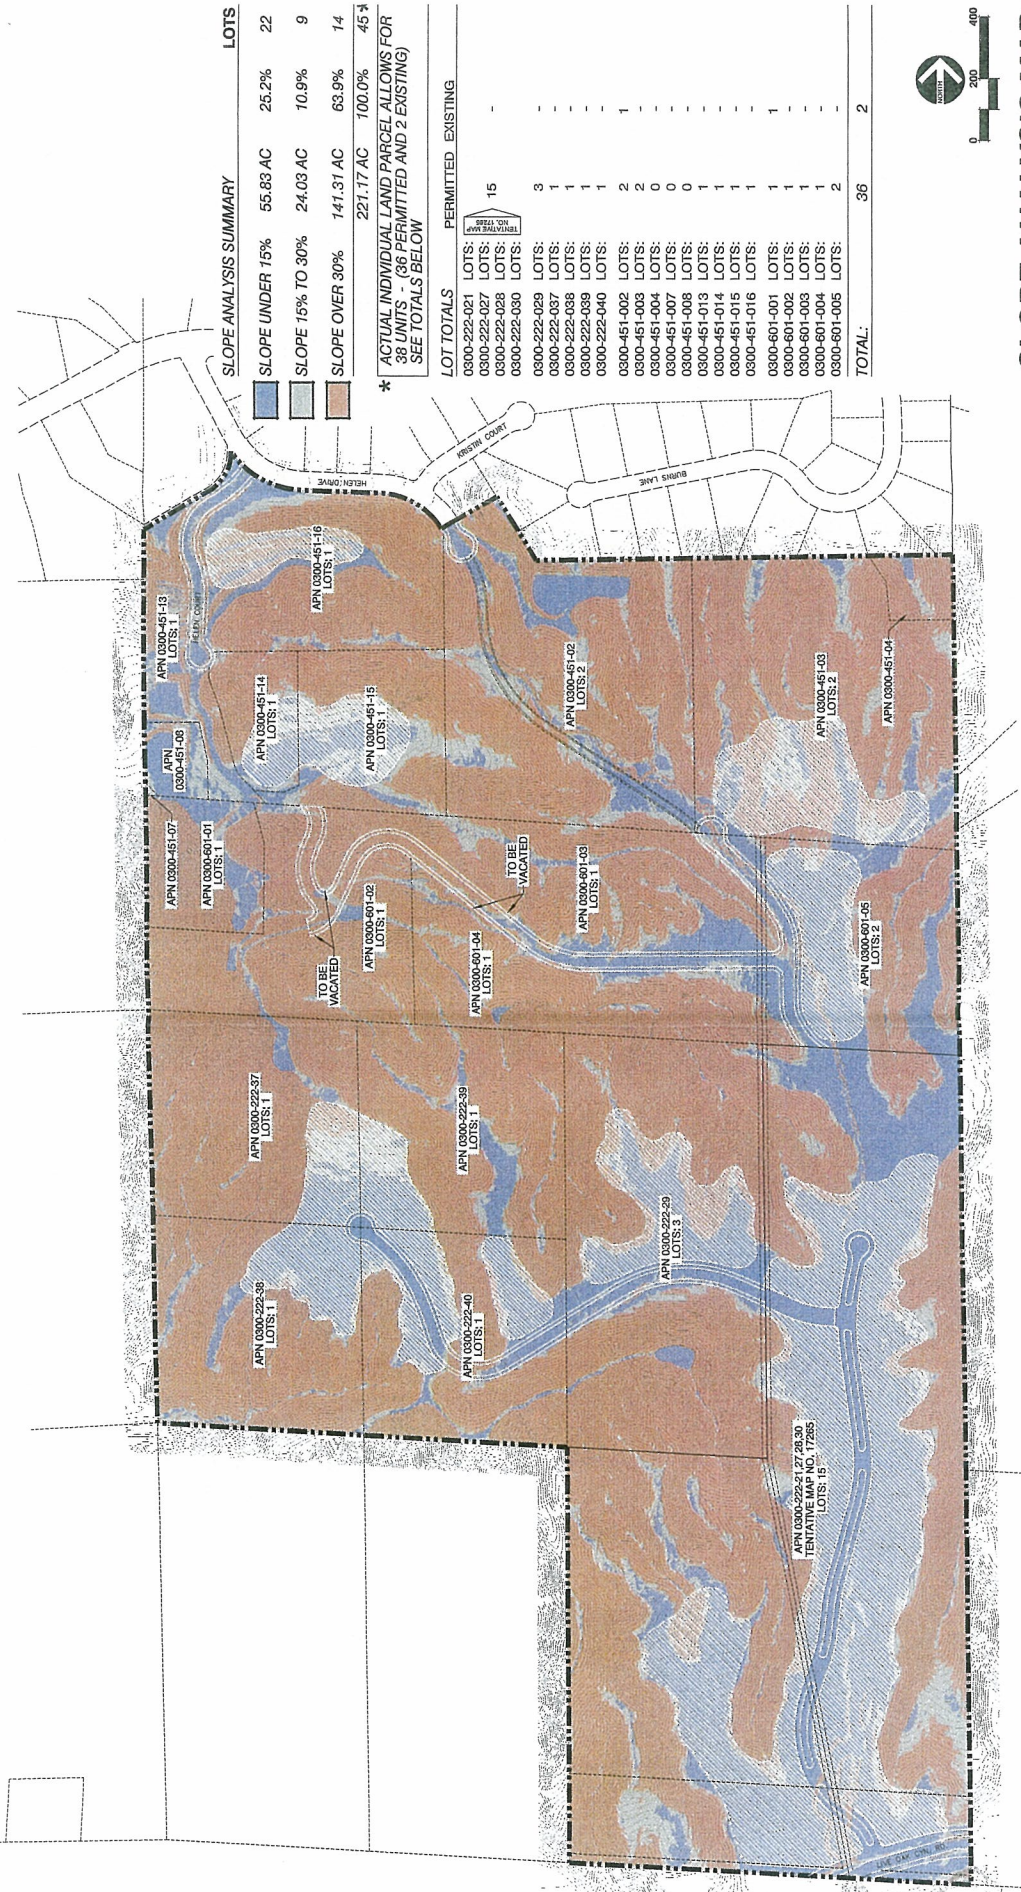 SLOPE ANALYSIS SUMMARY LOTS
SLOPE UNDER 15% 55.83 AC 25.2% 22
SLOPE 15% TO 30% 24.03 AC 10.9% 9
SLOPE OVER 30% 141.31 AC 63.9% 14
221.17 AC 100.0% 45*
* ACTUAL INDIVIDUAL LAND PARCEL ALLOWS FOR
38 UNITS - (36 PERMITTED AND 2 EXISTING)
SEE TOTALS BELOW
LOT TOTALS PERMITTED EXISTING
0300-222-021 LOTS:
0300-222-027 LOTS: 15 -
0300-222-028 LOTS:
0300-222-030 LOTS:
TENTATIVE MAP
NO. 17265
0300-222-029 LOTS: 3 -
0300-222-037 LOTS: 1 -
0300-222-038 LOTS: 1 -
0300-222-039 LOTS: 1 -
0300-222-040 LOTS: 1 -
0300-451-002 LOTS: 2 1
0300-451-003 LOTS: 2 -
0300-451-004 LOTS: 0 -
0300-451-007 LOTS: 0 -
0300-451-008 LOTS: 0 -
0300-451-013 LOTS: 1 -
0300-451-014 LOTS: 1 -
0300-451-015 LOTS: 1 -
0300-451-016 LOTS: 1 -
0300-601-001 LOTS: 1 1
0300-601-002 LOTS: 1 -
0300-601-003 LOTS: 1 -
0300-601-004 LOTS: 1 -
0300-601-005 LOTS: 2 -
TOTAL: 36 2
NORTH
0 200 400
HELEN DRIVE
KRISTIN COURT
BURNS LANE
HELEN COURT
APN 0300-451-13
LOTS: 1
APN 0300-451-16
LOTS: 1
APN
0300-451-08
APN 0300-451-14
LOTS: 1
APN 0300-451-15
LOTS: 1
APN 0300-451-02
LOTS: 2
APN 0300-451-03
LOTS: 2
APN 0300-451-04
APN 0300-451-07
APN 0300-601-01
LOTS: 1
TO BE
VACATED
APN 0300-601-02
LOTS: 1
APN 0300-601-04
LOTS: 1
TO BE
VACATED
APN 0300-601-03
LOTS: 1
APN 0300-601-05
LOTS: 2
APN 0300-222-37
LOTS: 1
APN 0300-222-39
LOTS: 1
APN 0300-222-38
LOTS: 1
APN 0300-222-40
LOTS: 1
APN 0300-222-29
LOTS: 3
APN 0300-222-21,27,28,30
TENTATIVE MAP NO. 17265
LOTS: 15